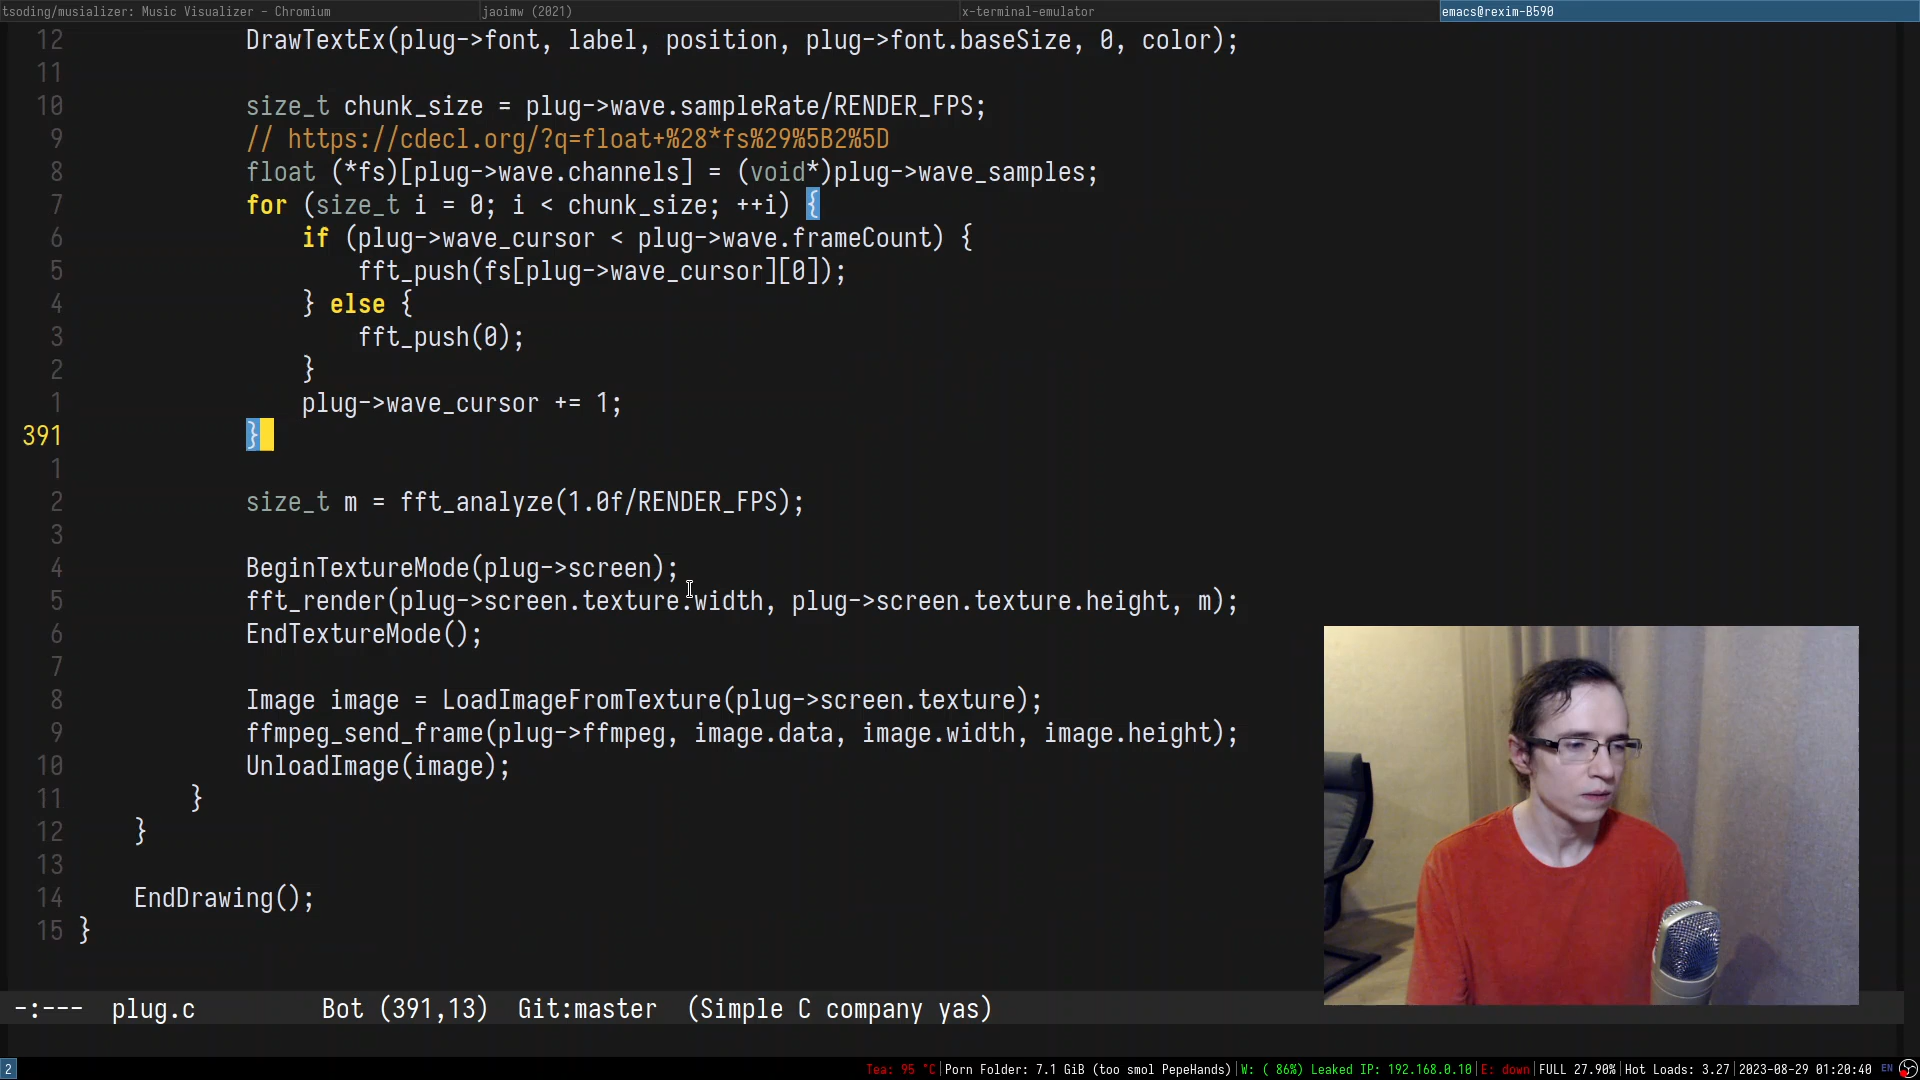 tsoding/musializer: Music Visualizer - Chromium
jaoimw (2021)
x-terminal-emulator
emacs@rexim-B590
12 DrawTextEx(plug->font, label, position, plug->font.baseSize, 0, color);
11
10 size_t chunk_size = plug->wave.sampleRate/RENDER_FPS;
9 // https://cdecl.org/?q=float+%28*fs%29%5B2%5D
8 float (*fs)[plug->wave.channels] = (void*)plug->wave_samples;
7 for (size_t i = 0; i < chunk_size; ++i) {
6 if (plug->wave_cursor < plug->wave.frameCount) {
5 fft_push(fs[plug->wave_cursor][0]);
4 } else {
3 fft_push(0);
2 }
1 plug->wave_cursor += 1;
391 }
1
2 size_t m = fft_analyze(1.0f/RENDER_FPS);
3
4 BeginTextureMode(plug->screen);
5 fft_render(plug->screen.texture.width, plug->screen.texture.height, m);
6 EndTextureMode();
7
8 Image image = LoadImageFromTexture(plug->screen.texture);
9 ffmpeg_send_frame(plug->ffmpeg, image.data, image.width, image.height);
10 UnloadImage(image);
11 }
12 }
13
14 EndDrawing();
15 }
-:--- plug.c Bot (391,13) Git:master (Simple C company yas)
2 Tea: 95 °C|Porn Folder: 7.1 GiB (too smol PepeHands)|W: ( 86%) Leaked IP: 192.168.0.10|E: down|FULL 27.90%|Hot Loads: 3.27|2023-08-29 01:20:40 EN